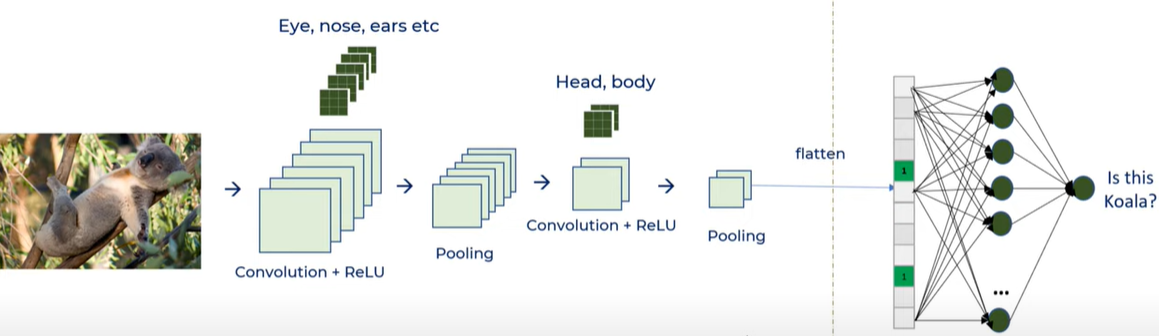 Eye, nose, ears etc
Head, body
flatten
1
Is this
Koala?
Convolution + ReLU
Pooling
Convolution + ReLU
Pooling
1
...